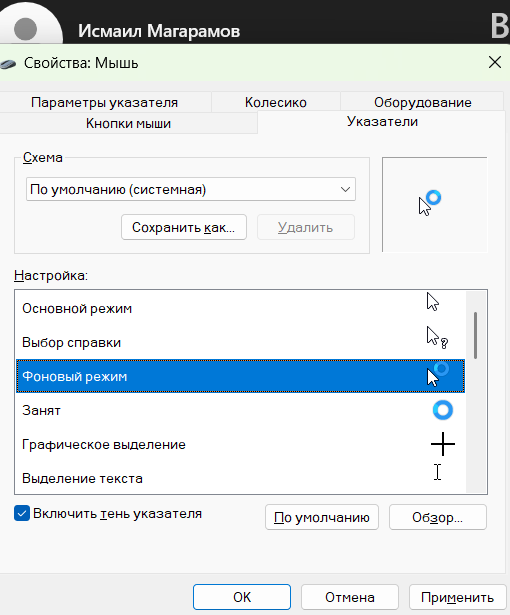 Исмаил Магарамов
В
Свойства: Мышь
Параметры указателя
Колесико
Оборудование
Кнопки мыши
Указатели
Схема
По умолчанию (системная)
Сохранить как...
Удалить
Настройка:
Основной режим
Выбор справки
Фоновый режим
Занят
Графическое выделение
Выделение текста
Включить тень указателя
По умолчанию
Обзор...
OK
Отмена
Применить